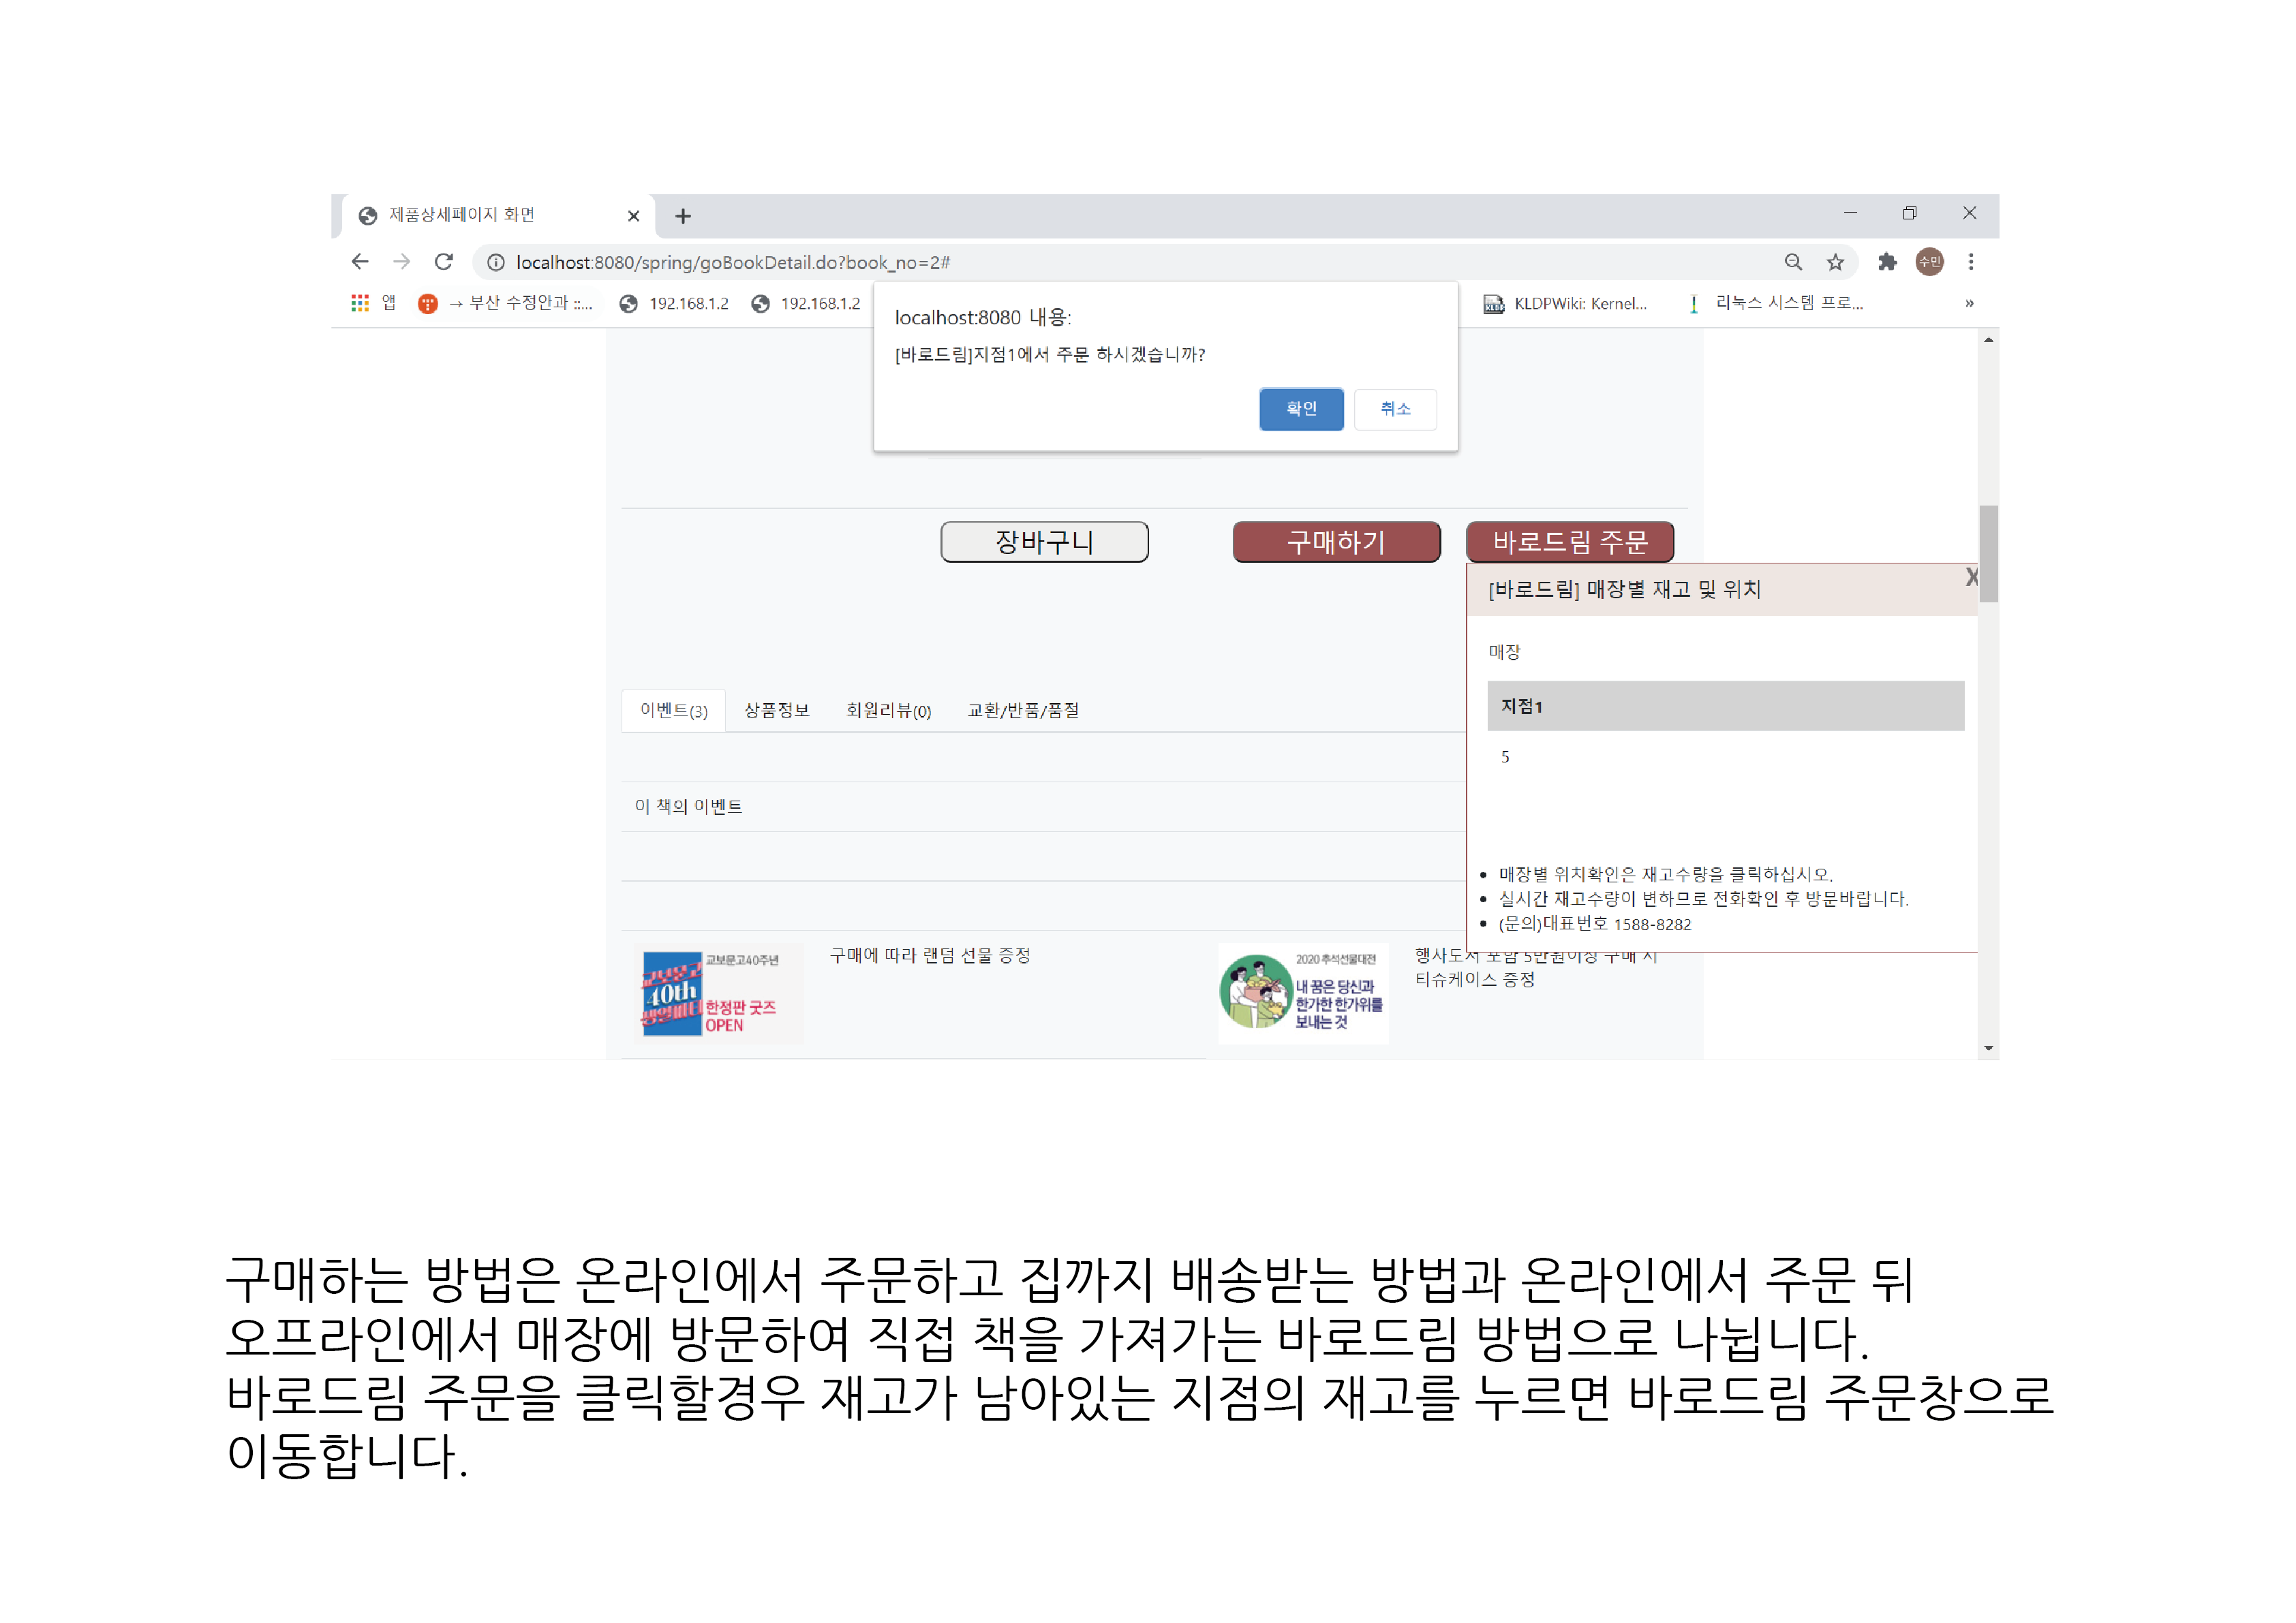 제품상세페이지 화면
localhost:8080/spring/goBookDetail.do?book_no=2#
수민
앱
→ 부산 수정안과 ::...
192.168.1.2
192.168.1.2
KLDPWiki: Kernel...
리눅스 시스템 프로...
»
localhost:8080 내용:
[바로드림]지점1에서 주문 하시겠습니까?
확인
취소
장바구니
구매하기
바로드림 주문
[바로드림] 매장별 재고 및 위치
X
매장
지점1
5
이벤트(3)
상품정보
회원리뷰(0)
교환/반품/품절
이 책의 이벤트
• 매장별 위치확인은 재고수량을 클릭하십시오.
• 실시간 재고수량이 변하므로 전화확인 후 방문바랍니다.
• (문의)대표번호 1588-8282
교보문고40주년
교보문고
40th
생일파티
한정판 굿즈
OPEN
구매에 따라 랜덤 선물 증정
2020 추석선물대전
내 꿈은 당신과
한가한 한가위를
보내는 것
행사도서 포함 5만원이상 구매 시
티슈케이스 증정
구매하는 방법은 온라인에서 주문하고 집까지 배송받는 방법과 온라인에서 주문 뒤
오프라인에서 매장에 방문하여 직접 책을 가져가는 바로드림 방법으로 나뉩니다.
바로드림 주문을 클릭할경우 재고가 남아있는 지점의 재고를 누르면 바로드림 주문창으로
이동합니다.